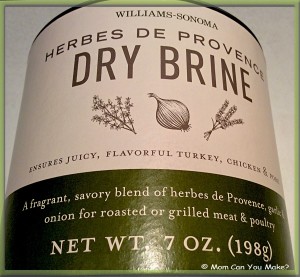 WILLIAMS-SONOMA
HERBES DE PROVENCE
DRY BRINE
ENSURES JUICY, FLAVORFUL TURKEY, CHICKEN &
A fragrant, savory blend of herbes de Provence, garlic &
onion for roasted or grilled meat & poultry
NET WT. 7 OZ. (198g)
© Mom Can You Make?